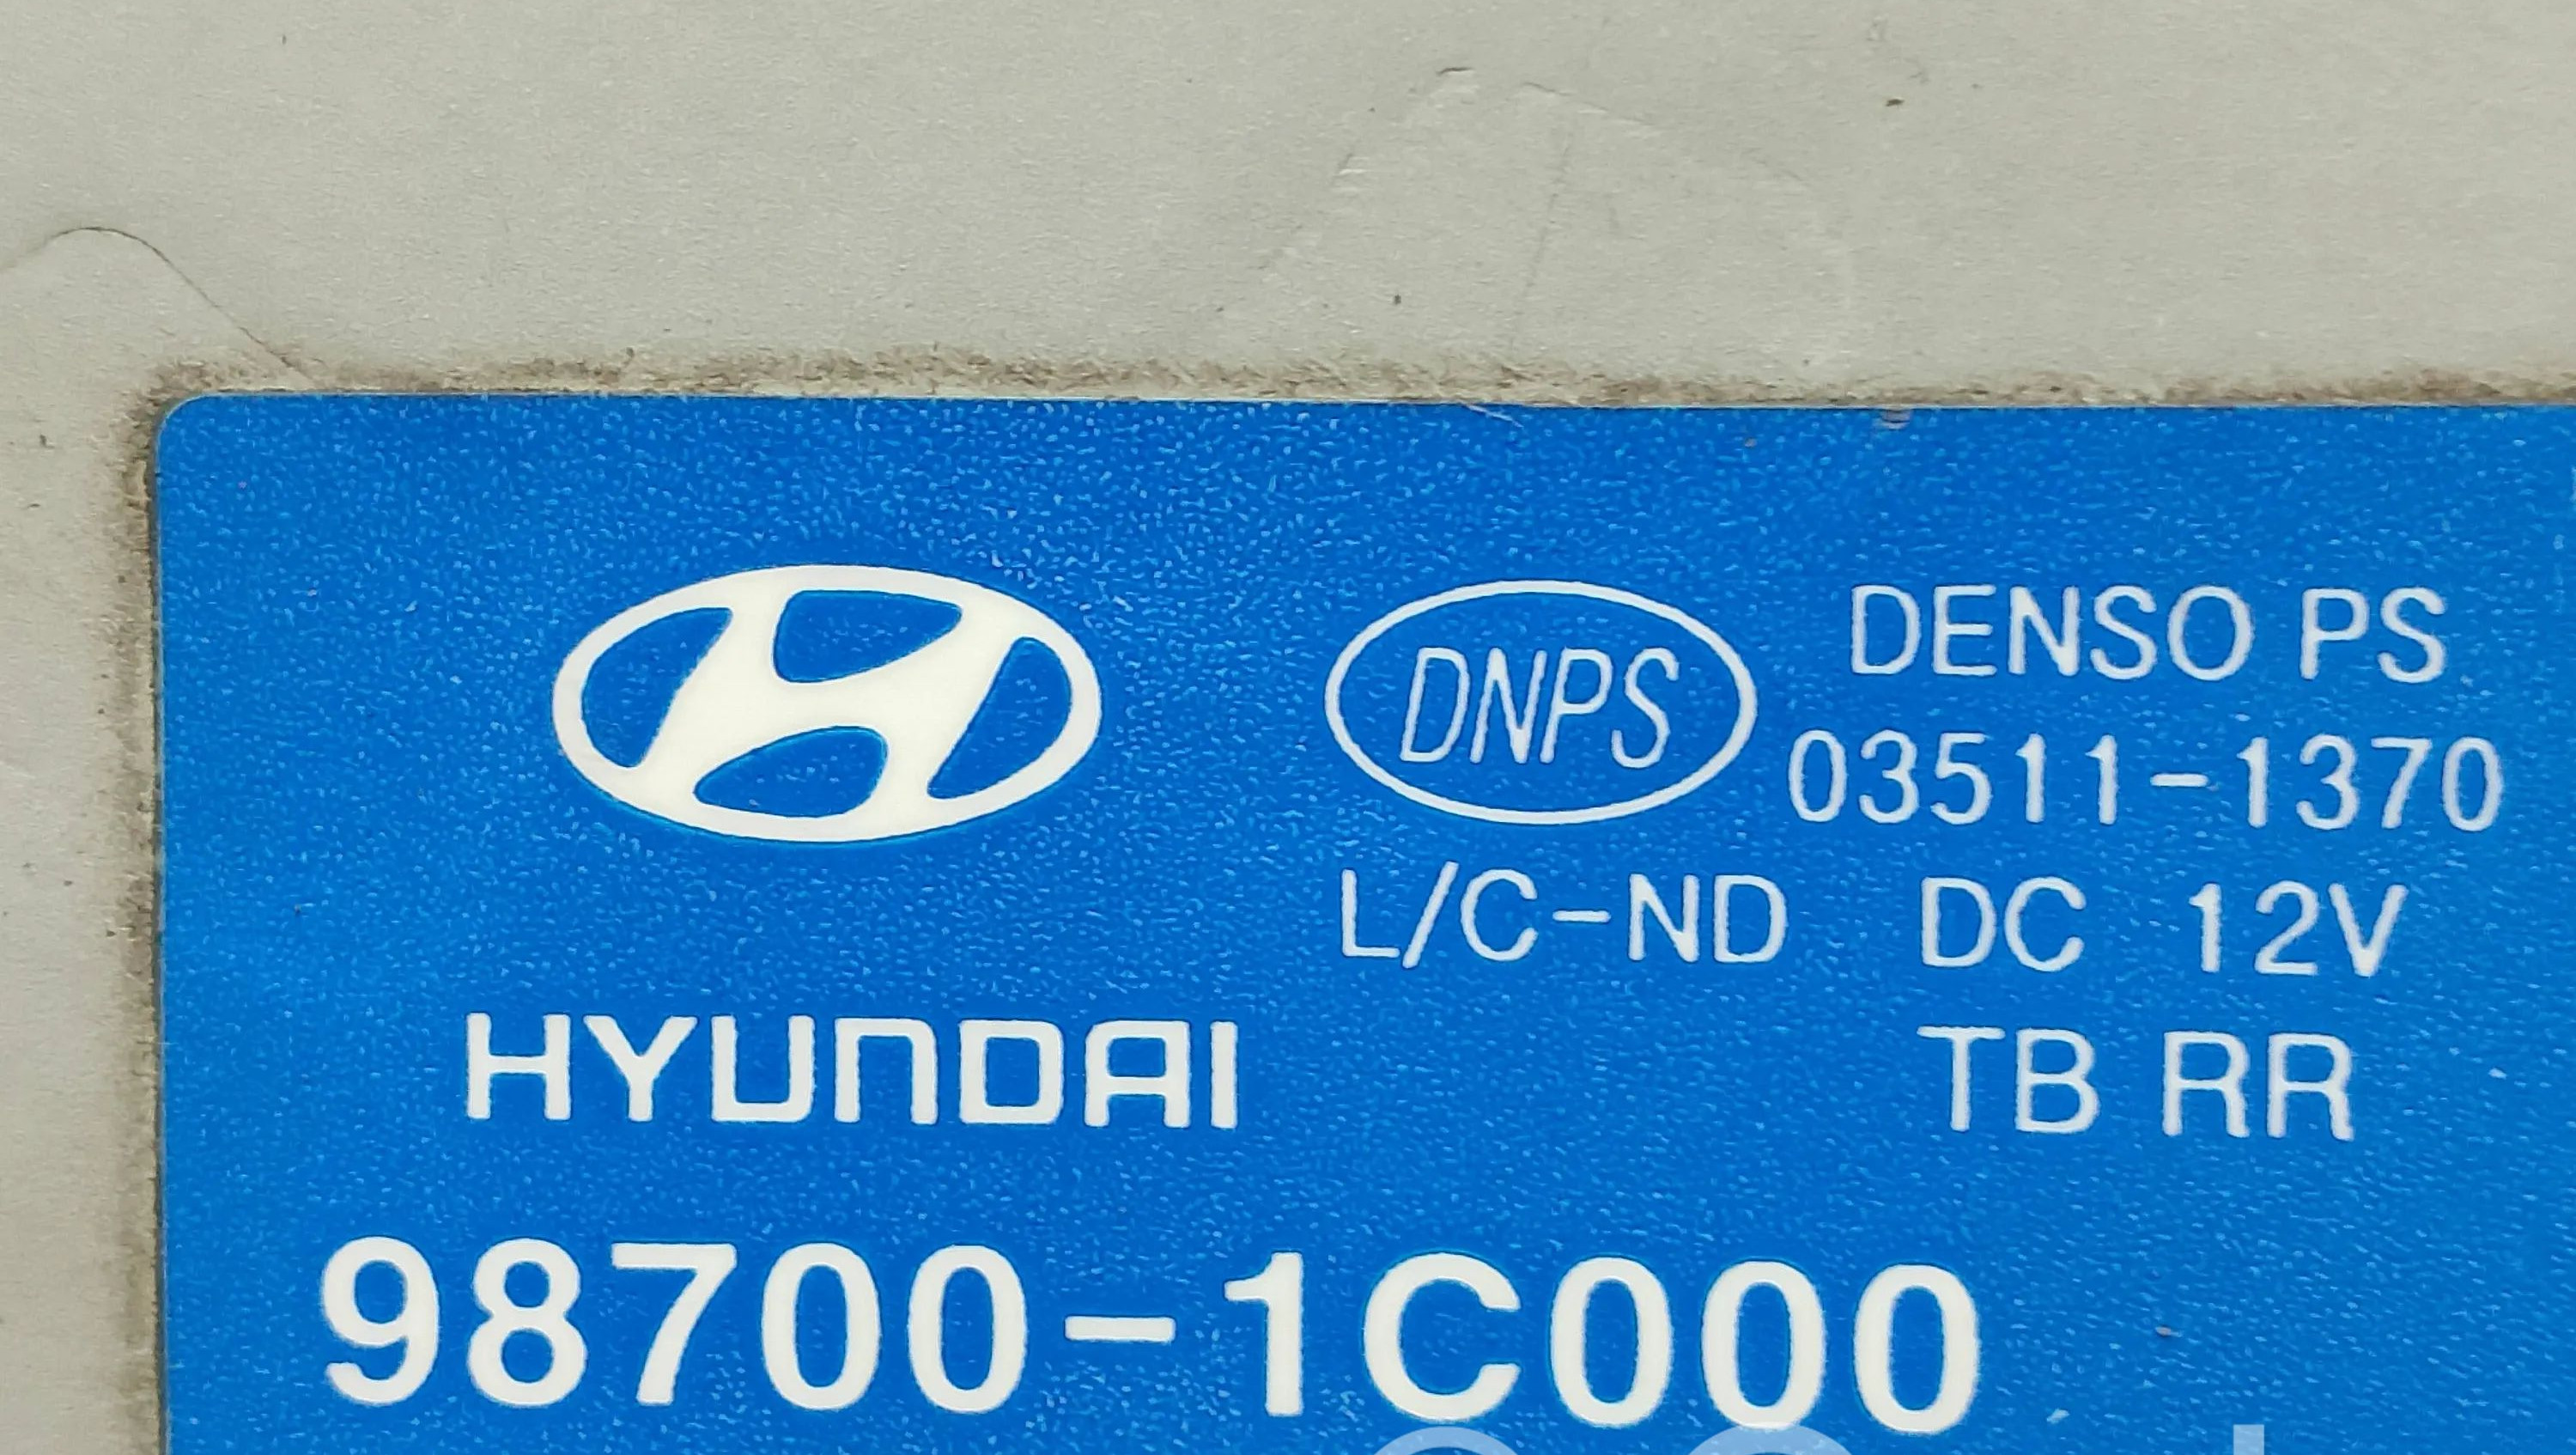 DNPS
DENSO PS
03511-1370
L/C-ND DC 12V
HYUNDAI
TB RR
98700-1C000